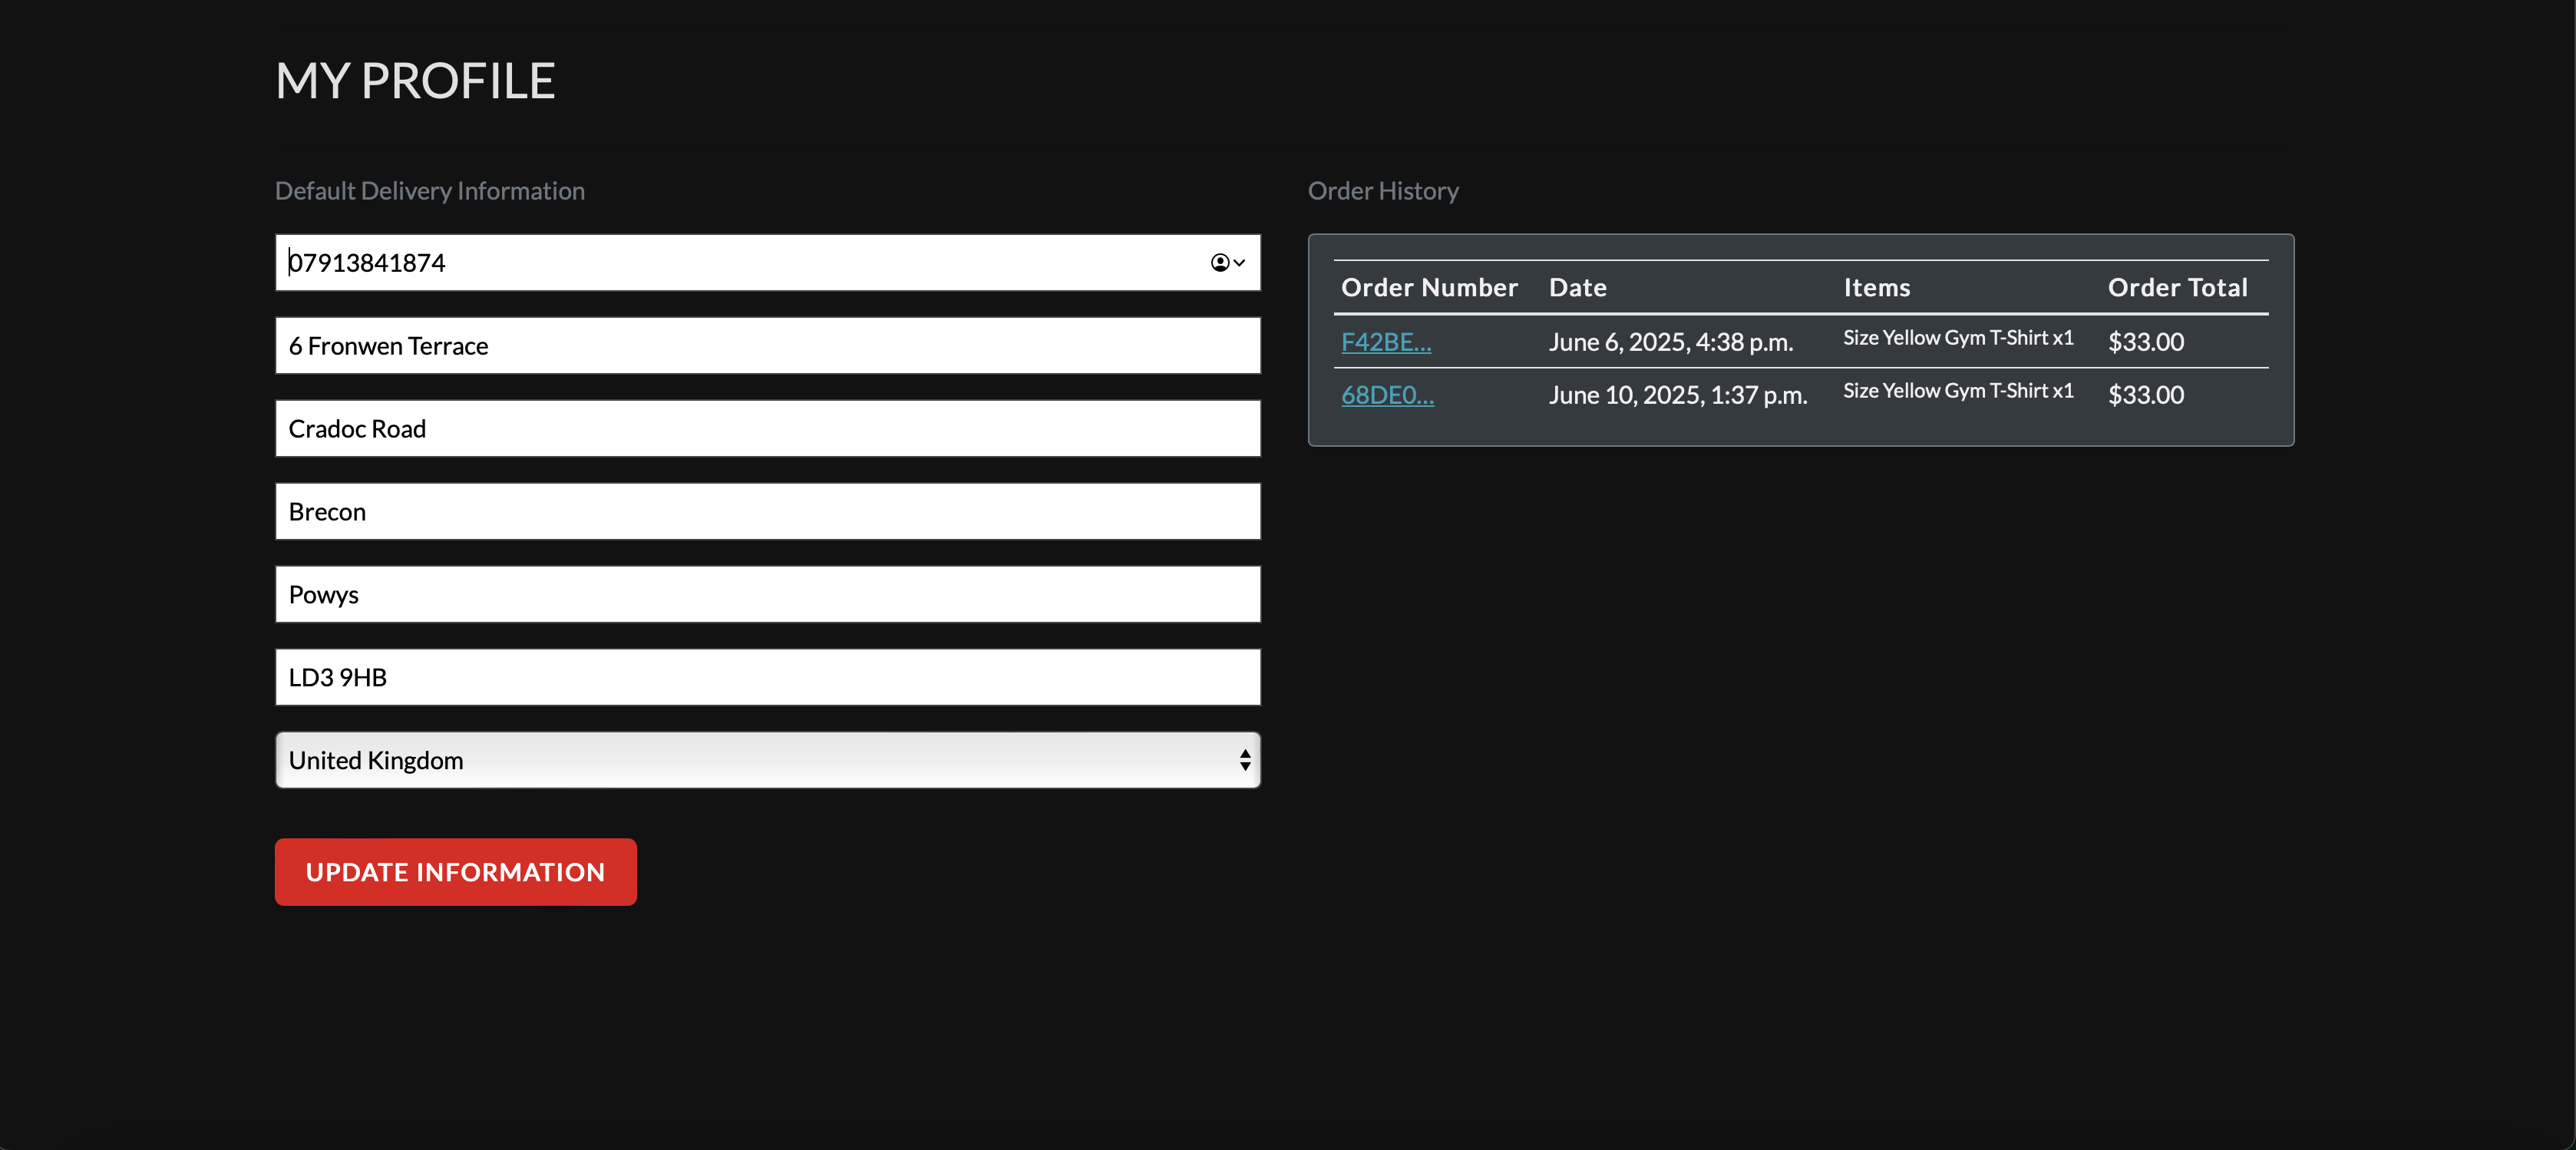 MY PROFILE
Default Delivery Information
07913841874
6 Fronwen Terrace
Cradoc Road
Brecon
Powys
LD3 9HB
United Kingdom
UPDATE INFORMATION
Order History
Order Number Date Items Order Total
F42BE... June 6, 2025, 4:38 p.m. Size Yellow Gym T-Shirt x1 $33.00
68DE0... June 10, 2025, 1:37 p.m. Size Yellow Gym T-Shirt x1 $33.00